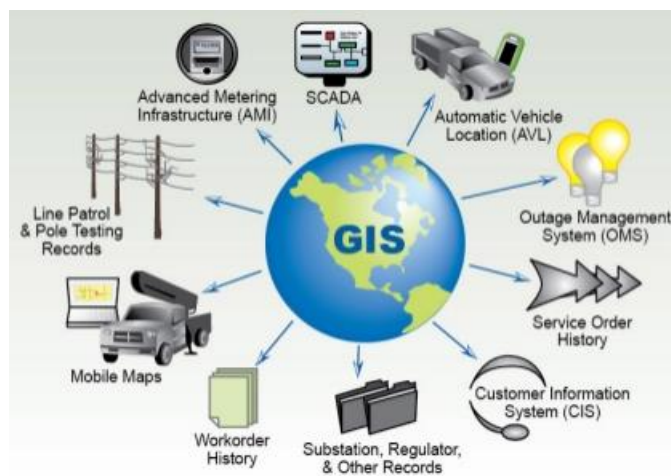 Advanced Metering
Infrastructure (AMI)
SCADA
Automatic Vehicle
Location (AVL)
Line Patrol
& Pole Testing
Records
GIS
Outage Management
System (OMS)
Mobile Maps
Service Order
History
Workorder
History
Substation, Regulator,
& Other Records
Customer Information
System (CIS)